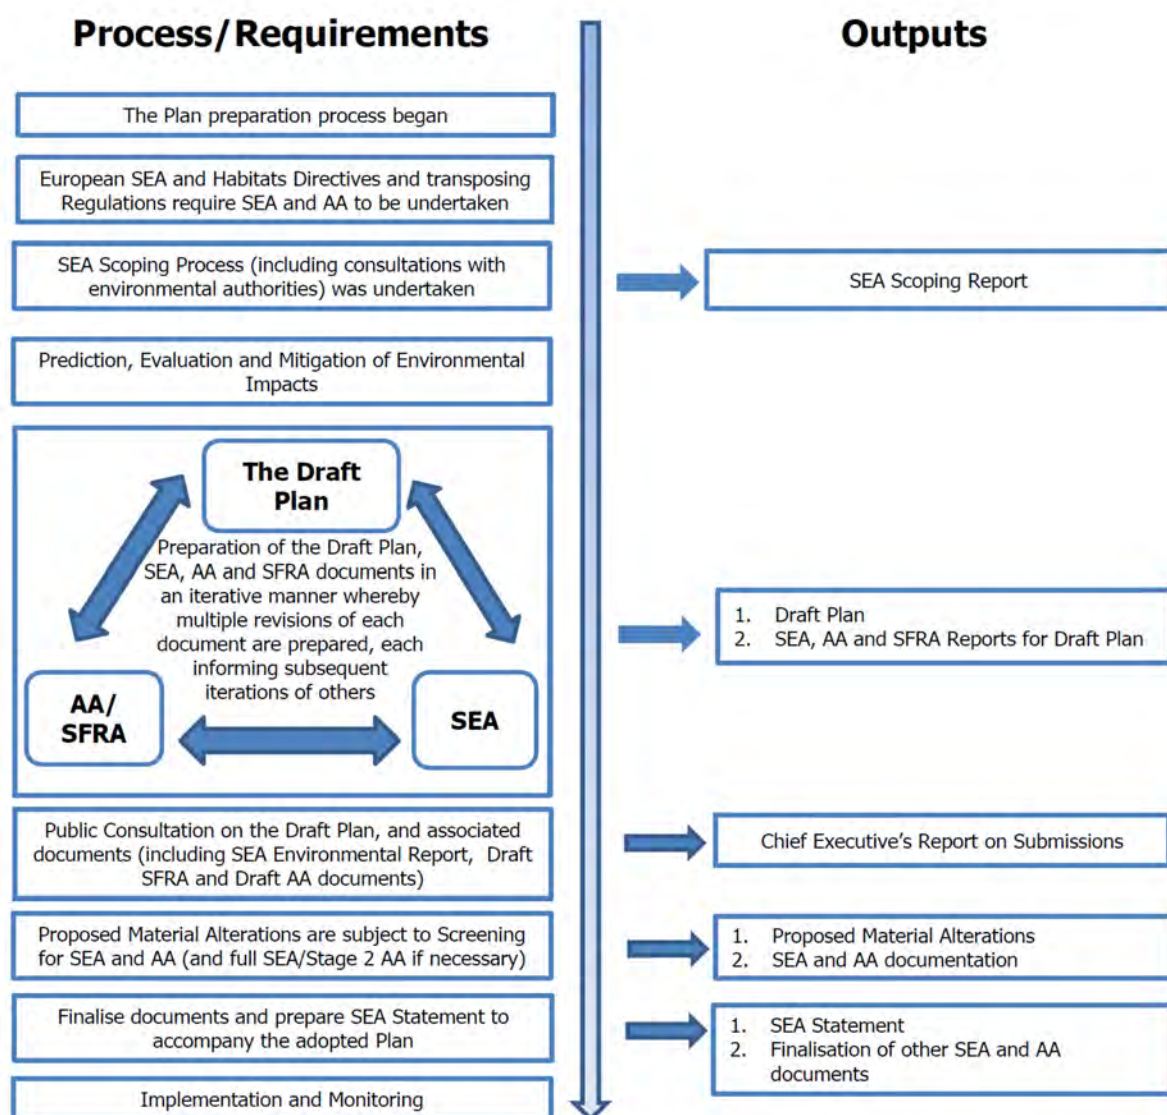 Process/Requirements
Outputs
The Plan preparation process began
European SEA and Habitats Directives and transposing
Regulations require SEA and AA to be undertaken
SEA Scoping Process (including consultations with
environmental authorities) was undertaken
SEA Scoping Report
Prediction, Evaluation and Mitigation of Environmental
Impacts
The Draft
Plan
Preparation of the Draft Plan,
SEA, AA and SFRA documents in
an iterative manner whereby
multiple revisions of each
document are prepared, each
informing subsequent
iterations of others
AA/
SFRA
SEA
1. Draft Plan
2. SEA, AA and SFRA Reports for Draft Plan
Public Consultation on the Draft Plan, and associated
documents (including SEA Environmental Report, Draft
SFRA and Draft AA documents)
Chief Executive's Report on Submissions
Proposed Material Alterations are subject to Screening
for SEA and AA (and full SEA/Stage 2 AA if necessary)
1. Proposed Material Alterations
2. SEA and AA documentation
Finalise documents and prepare SEA Statement to
accompany the adopted Plan
1. SEA Statement
2. Finalisation of other SEA and AA
documents
Implementation and Monitoring